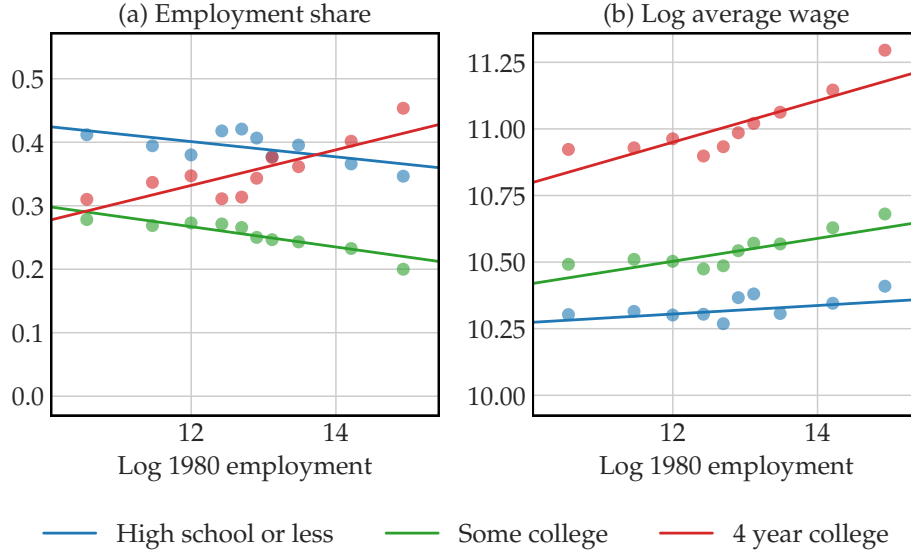 (a) Employment share
(b) Log average wage
0.5
0.4
0.3
0.2
0.1
0.0
12
14
Log 1980 employment
11.25
11.00
10.75
10.50
10.25
10.00
12
14
Log 1980 employment
High school or less
Some college
4 year college